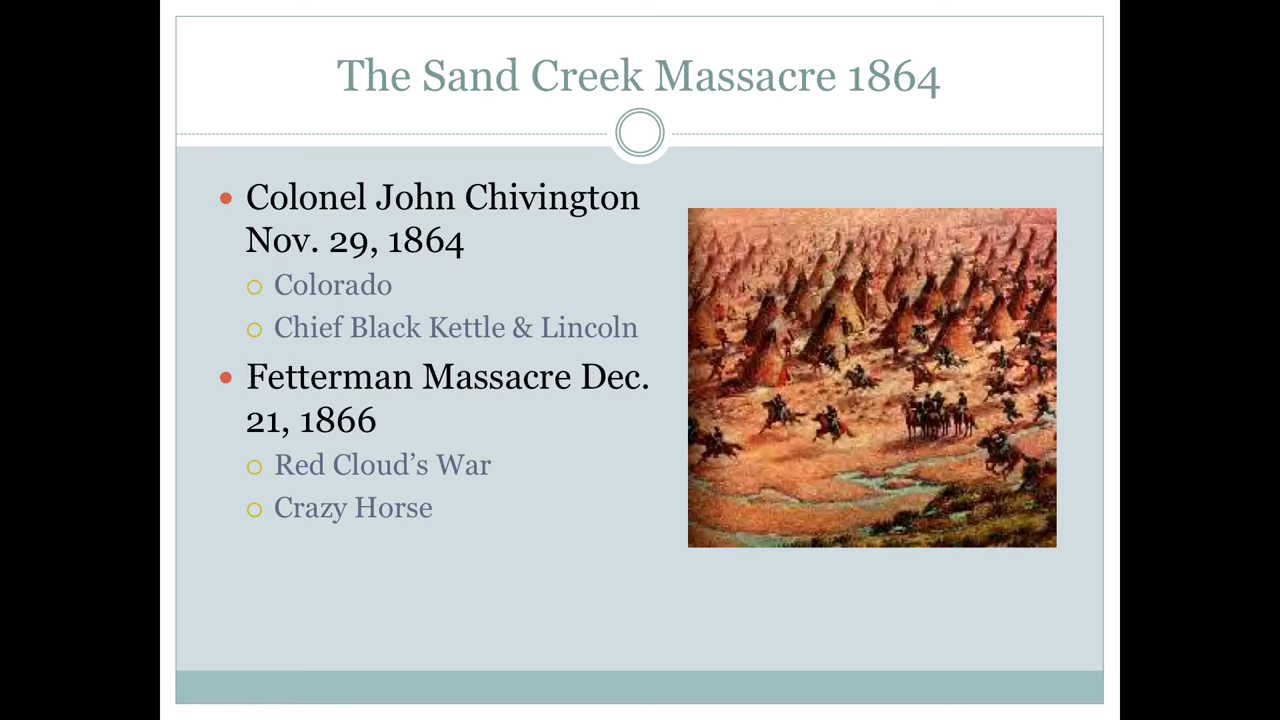 The Sand Creek Massacre 1864
Colonel John Chivington
Nov. 29, 1864
Colorado
Chief Black Kettle & Lincoln
Fetterman Massacre Dec.
21, 1866
Red Cloud's War
Crazy Horse